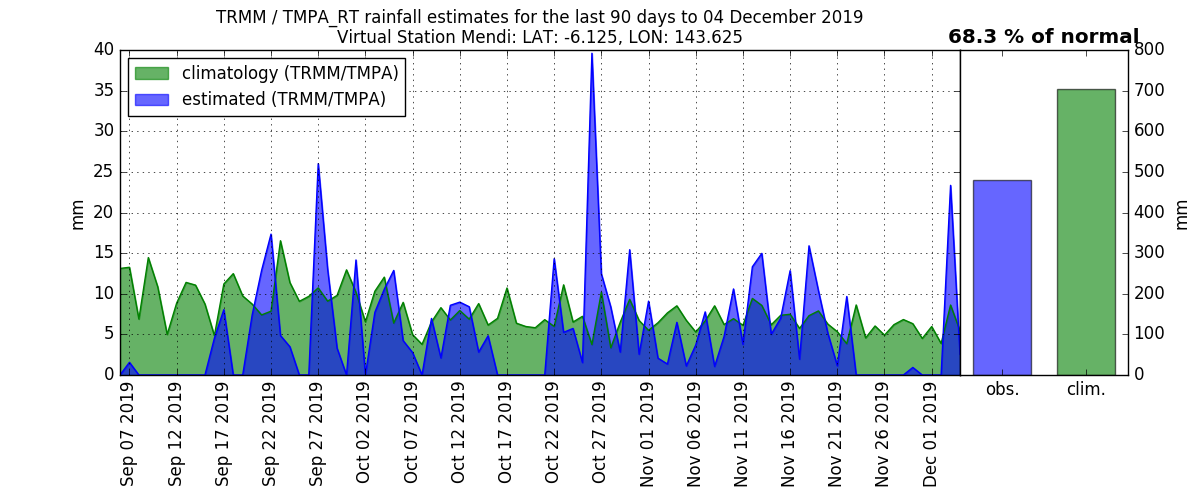 TRMM / TMPA_RT rainfall estimates for the last 90 days to 04 December 2019
Virtual Station Mendi: LAT: -6.125, LON: 143.625
68.3 % of normal
climatology (TRMM/TMPA)
estimated (TRMM/TMPA)
40
35
30
25
20
15
10
5
0
mm
800
700
600
500
400
300
200
100
0
mm
Sep 07 2019
Sep 12 2019
Sep 17 2019
Sep 22 2019
Sep 27 2019
Oct 02 2019
Oct 07 2019
Oct 12 2019
Oct 17 2019
Oct 22 2019
Oct 27 2019
Nov 01 2019
Nov 06 2019
Nov 11 2019
Nov 16 2019
Nov 21 2019
Nov 26 2019
Dec 01 2019
obs.
clim.